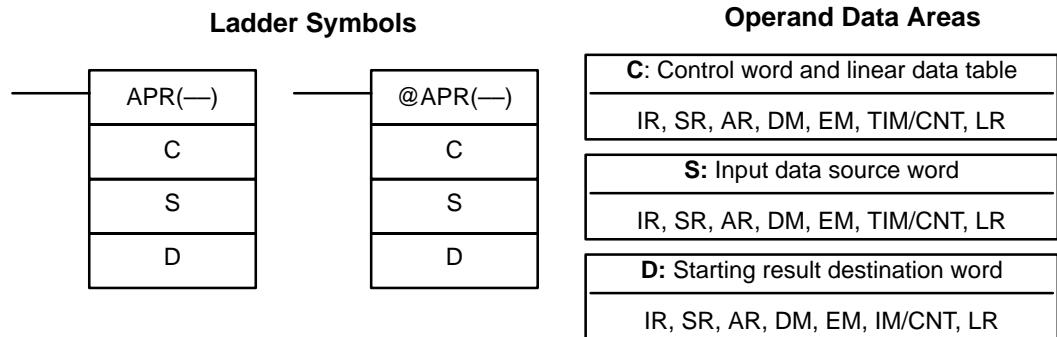 Ladder Symbols
APR(—)
C
S
D
@APR(—)
C
S
D
Operand Data Areas
C: Control word and linear data table
IR, SR, AR, DM, EM, TIM/CNT, LR
S: Input data source word
IR, SR, AR, DM, EM, TIM/CNT, LR
D: Starting result destination word
IR, SR, AR, DM, EM, IM/CNT, LR